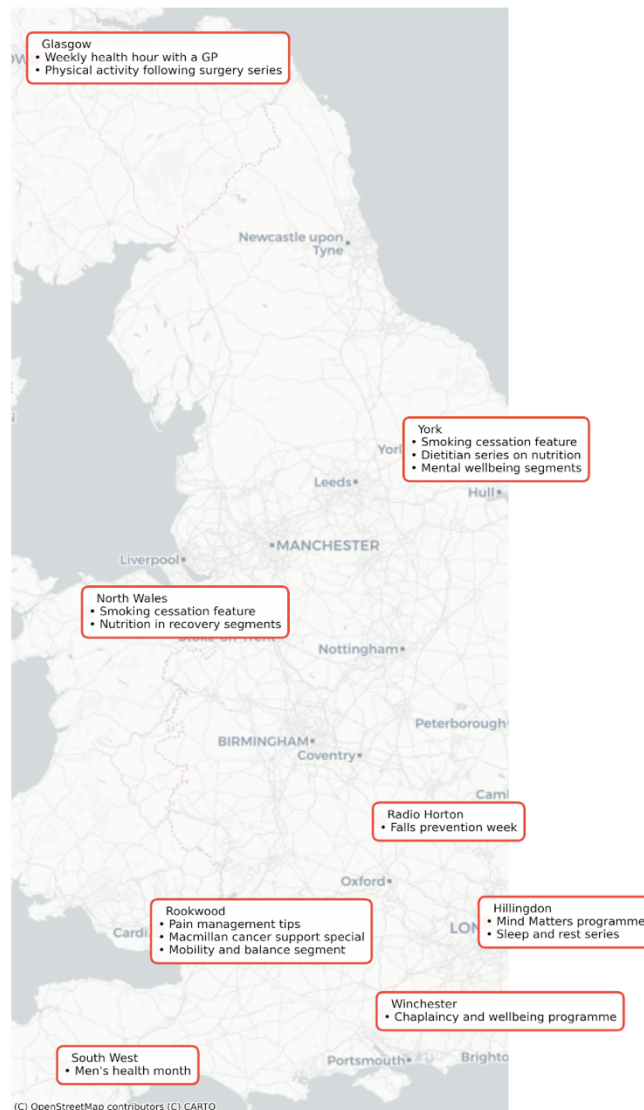 Glasgow
• Weekly health hour with a GP
• Physical activity following surgery series
Newcastle upon
Tyne
York
• Smoking cessation feature
• Dietitian series on nutrition
• Mental wellbeing segments
York
Leeds
Hull
MANCHESTER
Liverpool
North Wales
• Smoking cessation feature
• Nutrition in recovery segments
Nottingham
Peterborough
BIRMINGHAM
Coventry
Radio Horton
• Falls prevention week
Oxford
Hillingdon
• Mind Matters programme
• Sleep and rest series
Rookwood
• Pain management tips
• Macmillan cancer support special
• Mobility and balance segment
Winchester
• Chaplaincy and wellbeing programme
South West
• Men's health month
Portsmouth
(C) OpenStreetMap contributors (C) CARTO